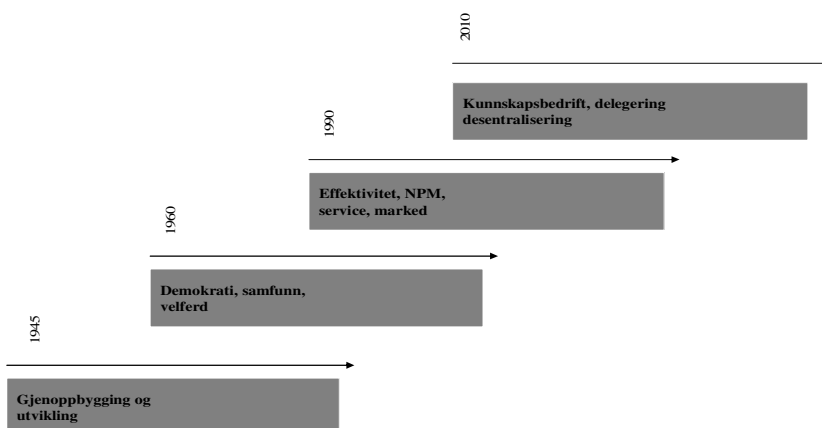 2010
Kunnskapsbedrift, delegering
desentralisering
1990
Effektivitet, NPM,
service, marked
1960
Demokrati, samfunn,
velferd
1945
Gjenoppbygging og
utvikling